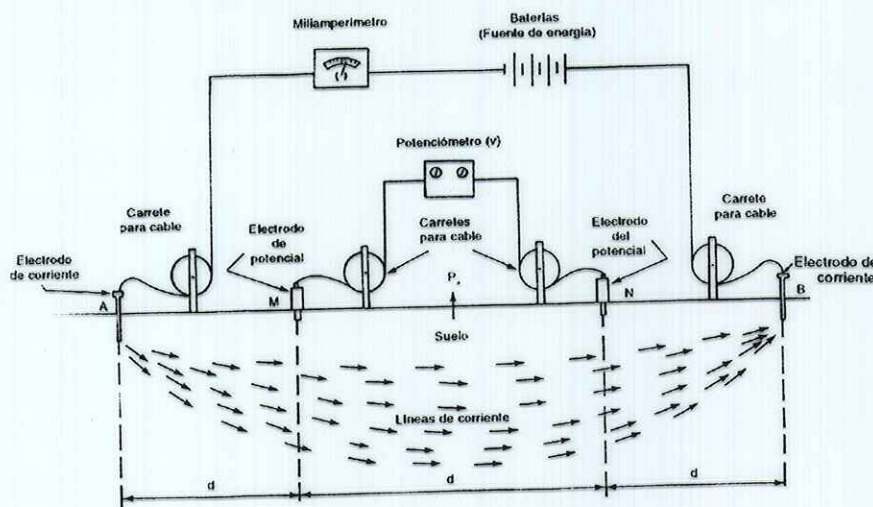 Miliamperimetro
Baterías
(Fuente de energía)
Potenciómetro (v)
Carrete
para cable
Electrodo
de
potencial
Carretes
para cable
Electrodo
del
potencial
Carrete
para cable
Electrodo
de corriente
Electrodo de
corriente
A
M
P
N
B
Suelo
Líneas de corriente
d
d
d